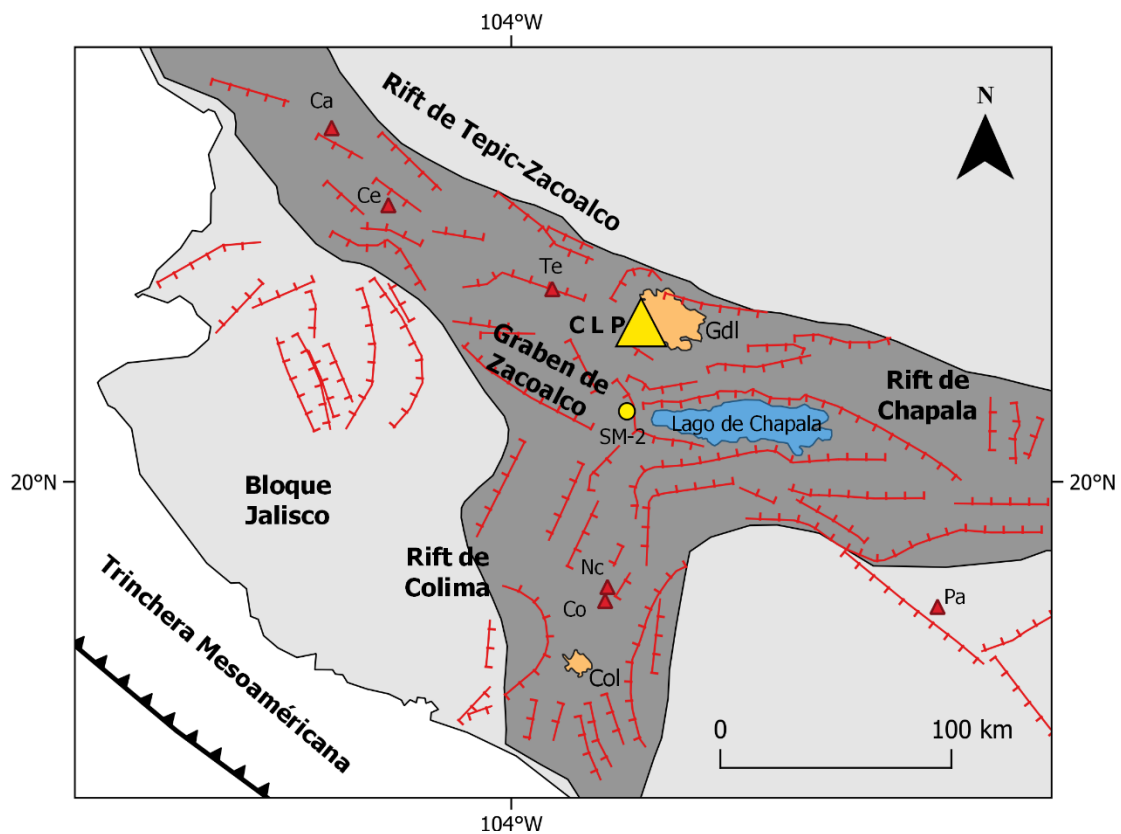 104°W
Ca
Rift de Tepic-Zacoalco
N
Ce
Te
C L P
Gdl
Graben de
Zacoalco
Rift de
Chapala
SM-2
Lago de Chapala
20°N
20°N
Bloque
Jalisco
Rift de
Colima
Nc
Co
Pa
Trinchera Mesoaméricana
Col
0
100 km
104°W